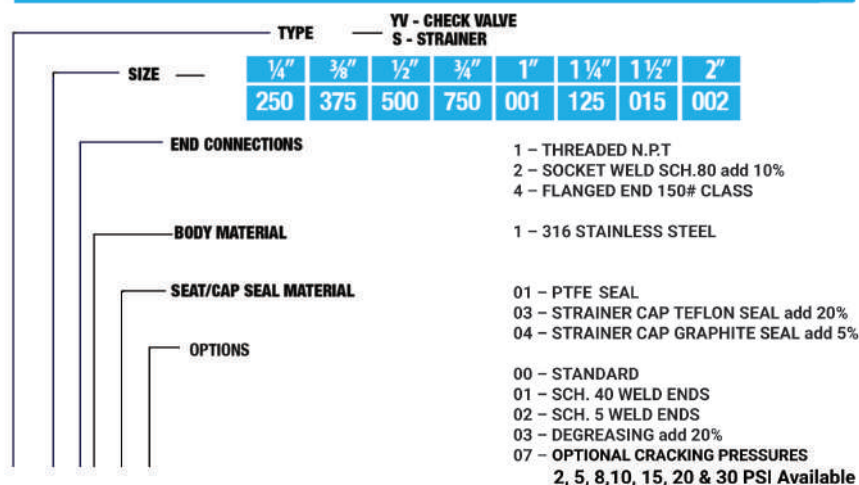 TYPE — YV - CHECK VALVE
S - STRAINER
SIZE — ¼" ⅜" ½" ¾" 1" 1 ¼" 1 ½" 2"
250 375 500 750 001 125 015 002
END CONNECTIONS
1 – THREADED N.P.T
2 – SOCKET WELD SCH.80 add 10%
4 – FLANGED END 150# CLASS
BODY MATERIAL
1 – 316 STAINLESS STEEL
SEAT/CAP SEAL MATERIAL
01 – PTFE SEAL
03 – STRAINER CAP TEFLON SEAL add 20%
04 – STRAINER CAP GRAPHITE SEAL add 5%
OPTIONS
00 – STANDARD
01 – SCH. 40 WELD ENDS
02 – SCH. 5 WELD ENDS
03 – DEGREASING add 20%
07 – OPTIONAL CRACKING PRESSURES
2, 5, 8,10, 15, 20 & 30 PSI Available